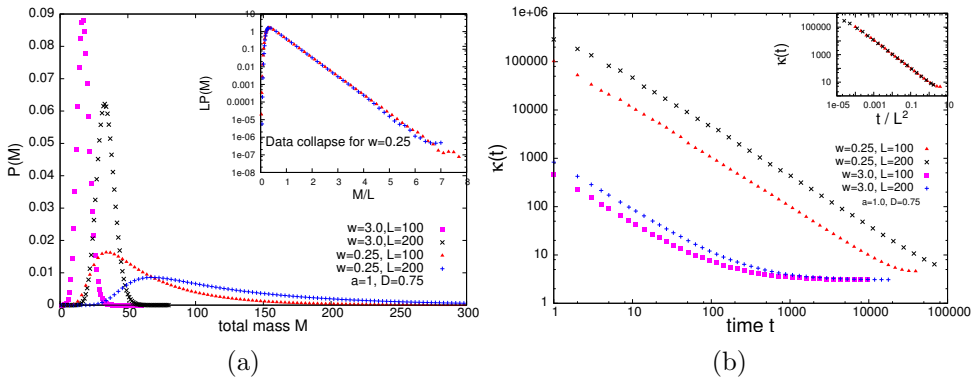 0.09
0.08
0.07
0.06
0.05
0.04
0.03
0.02
0.01
0
P(M)
0 50 100 150 200 250 300
total mass M
10
1
0.1
0.01
0.001
0.0001
1e-05
1e-06
1e-07
1e-08
LP(M)
0 1 2 3 4 5 6 7 8
M/L
Data collapse for w=0.25
w=3.0,L=100
w=3.0,L=200
w=0.25, L=100
w=0.25, L=200
a=1, D=0.75
(a)
1e+06
100000
10000
1000
100
10
1
κ(t)
1 10 100 1000 10000 100000
time t
100000
1000
10
κ(t)
1e-05 0.001 0.1 10
t / L²
w=0.25, L=100
w=0.25, L=200
w=3.0, L=100
w=3.0, L=200
a=1.0, D=0.75
(b)